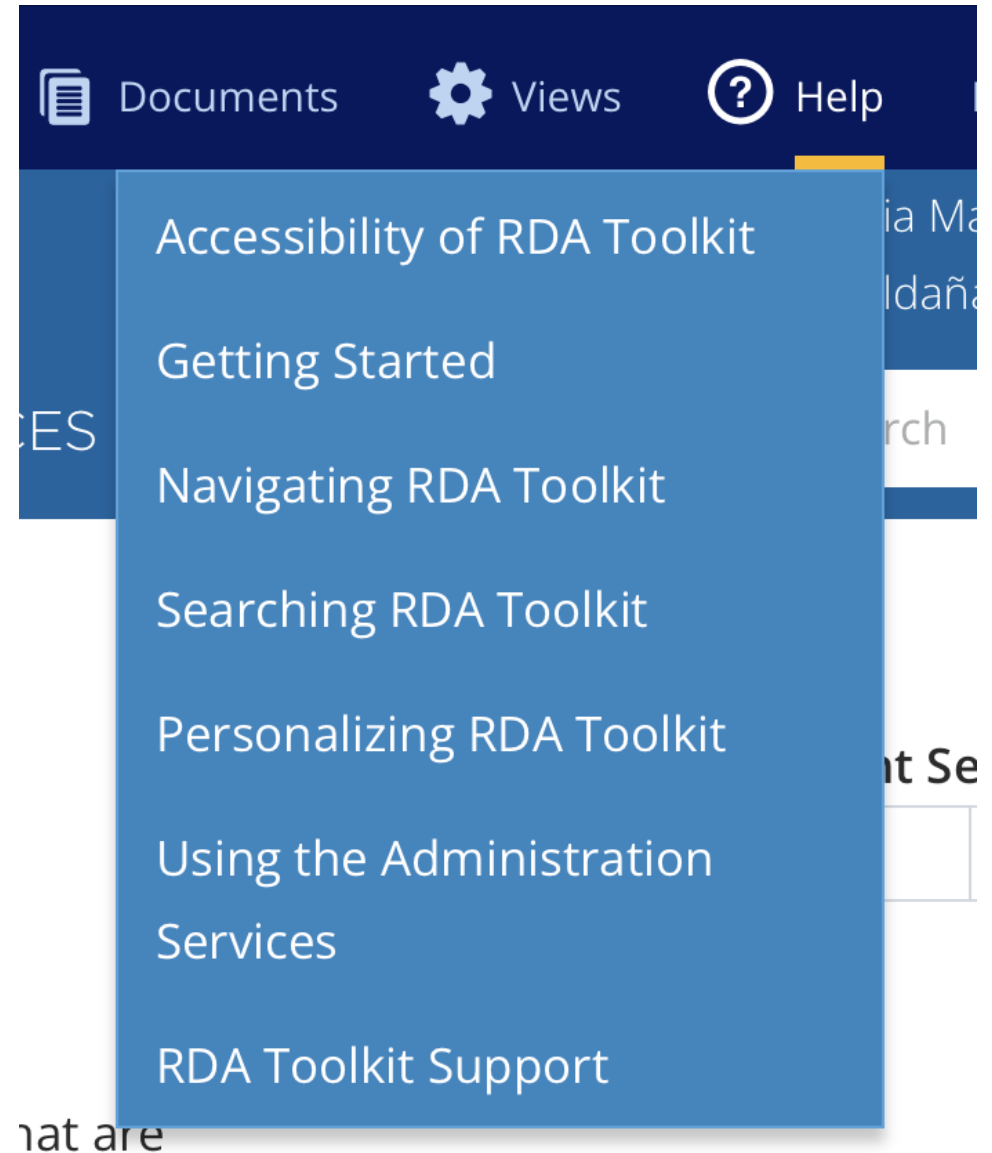 Documents Views Help
Accessibility of RDA Toolkit
Getting Started
Navigating RDA Toolkit
Searching RDA Toolkit
Personalizing RDA Toolkit
Using the Administration
Services
RDA Toolkit Support
are